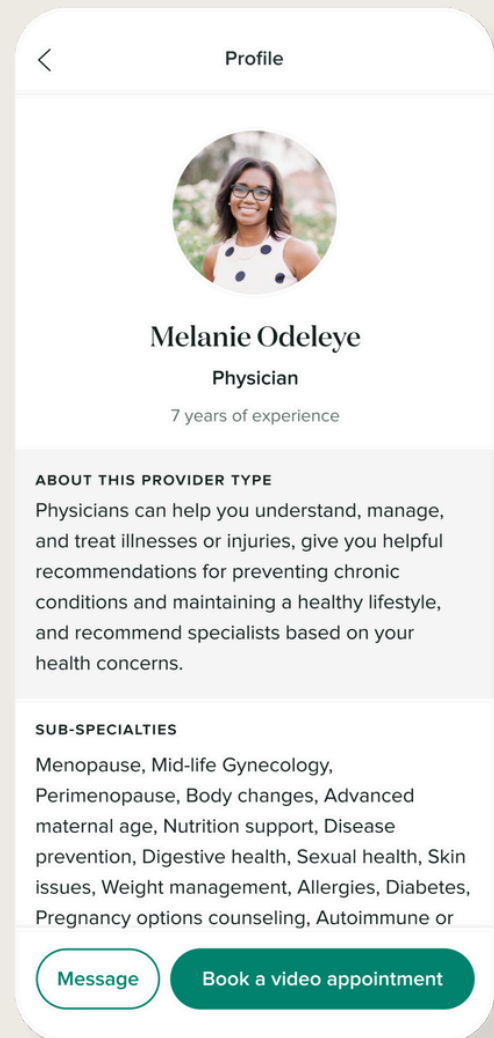 Profile
Melanie Odeleye
Physician
7 years of experience
ABOUT THIS PROVIDER TYPE
Physicians can help you understand, manage,
and treat illnesses or injuries, give you helpful
recommendations for preventing chronic
conditions and maintaining a healthy lifestyle,
and recommend specialists based on your
health concerns.
SUB-SPECIALTIES
Menopause, Mid-life Gynecology,
Perimenopause, Body changes, Advanced
maternal age, Nutrition support, Disease
prevention, Digestive health, Sexual health, Skin
issues, Weight management, Allergies, Diabetes,
Pregnancy options counseling, Autoimmune or
Message
Book a video appointment